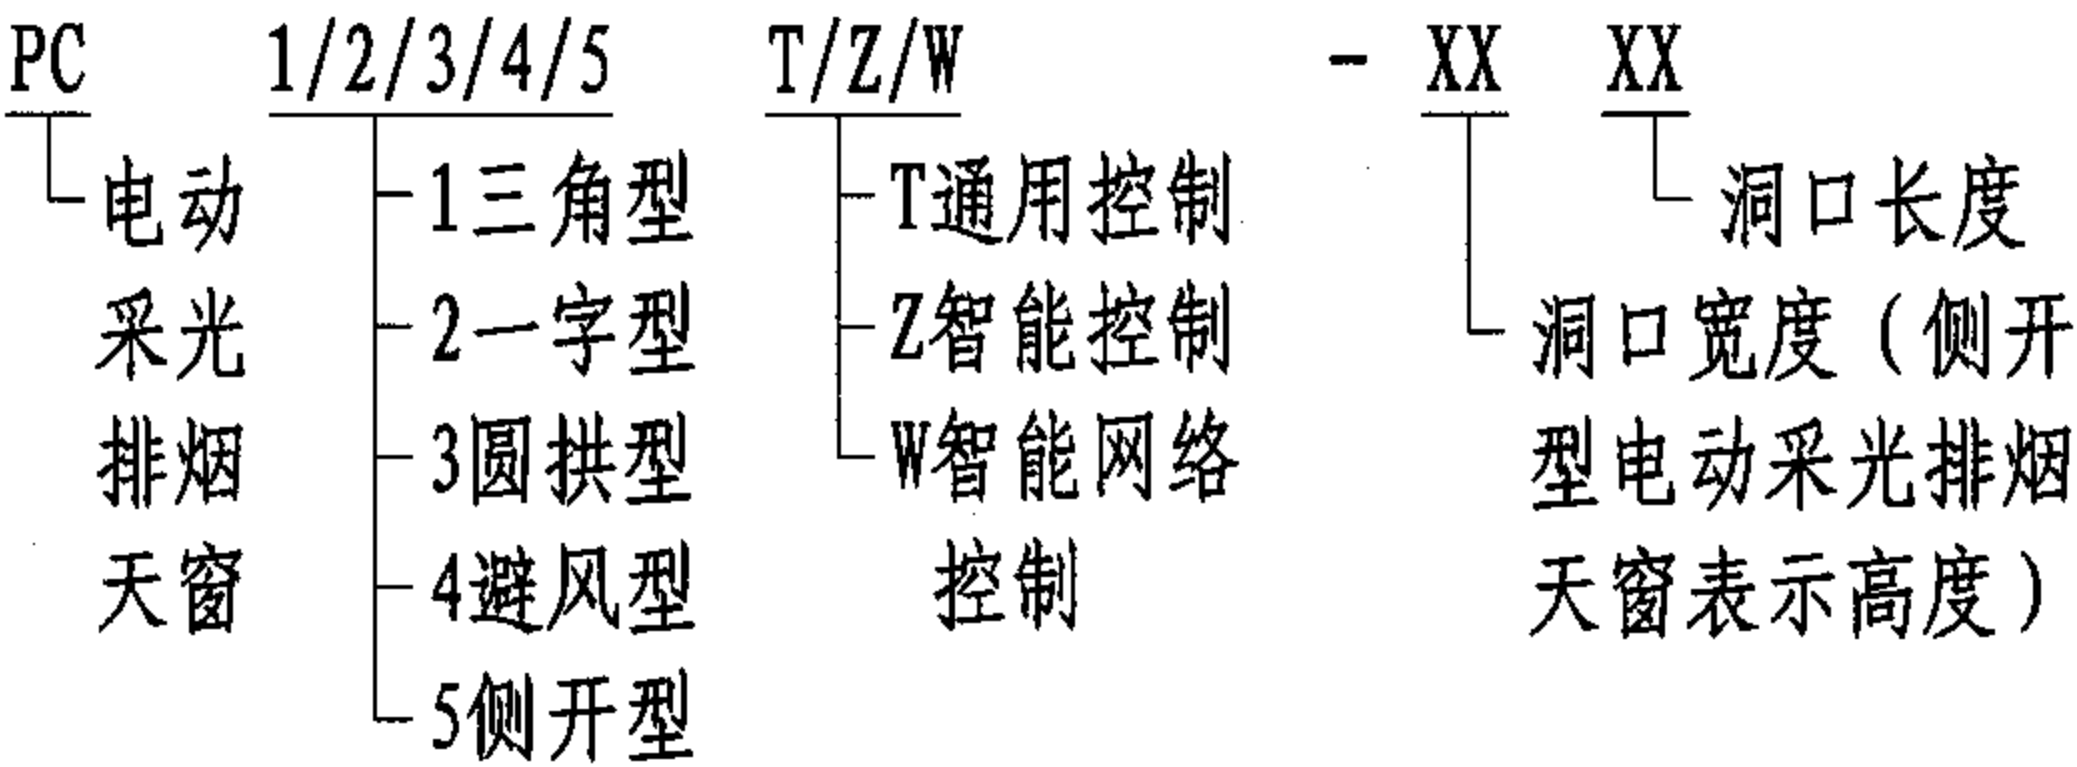 PC 1/2/3/4/5 T/Z/W - XX XX
电动 1三角型 T通用控制 洞口长度
采光 2一字型 Z智能控制 洞口宽度（侧开
排烟 3圆拱型 W智能网络 型电动采光排烟
天窗 4避风型 控制 天窗表示高度）
5侧开型